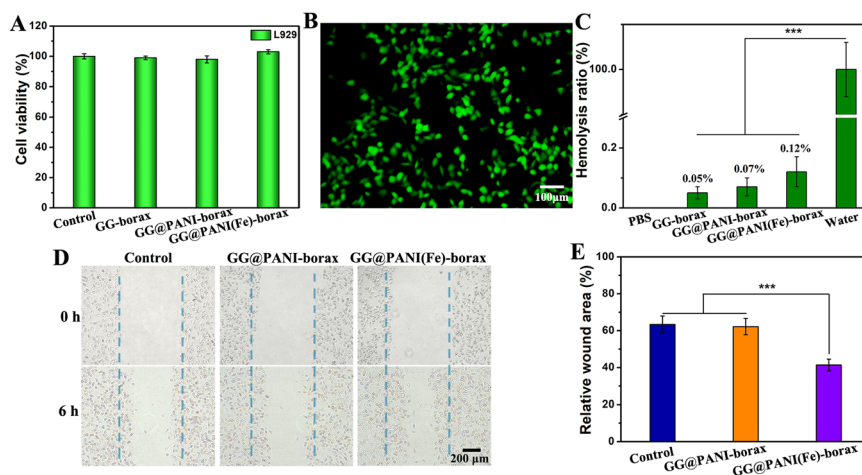 A
Cell viability (%)
120
100
80
60
40
20
0
L929
Control
GG-borax
GG@PANI-borax
GG@PANI(Fe)-borax
B
100μm
C
Hemolysis ratio (%)
100.0
0.2
0.0
***
0.05%
0.07%
0.12%
PBS
GG-borax
GG@PANI-borax
GG@PANI(Fe)-borax
Water
D
Control
GG@PANI-borax
GG@PANI(Fe)-borax
0 h
6 h
200 μm
E
Relative wound area (%)
100
80
60
40
20
0
***
Control
GG@PANI-borax
GG@PANI(Fe)-borax